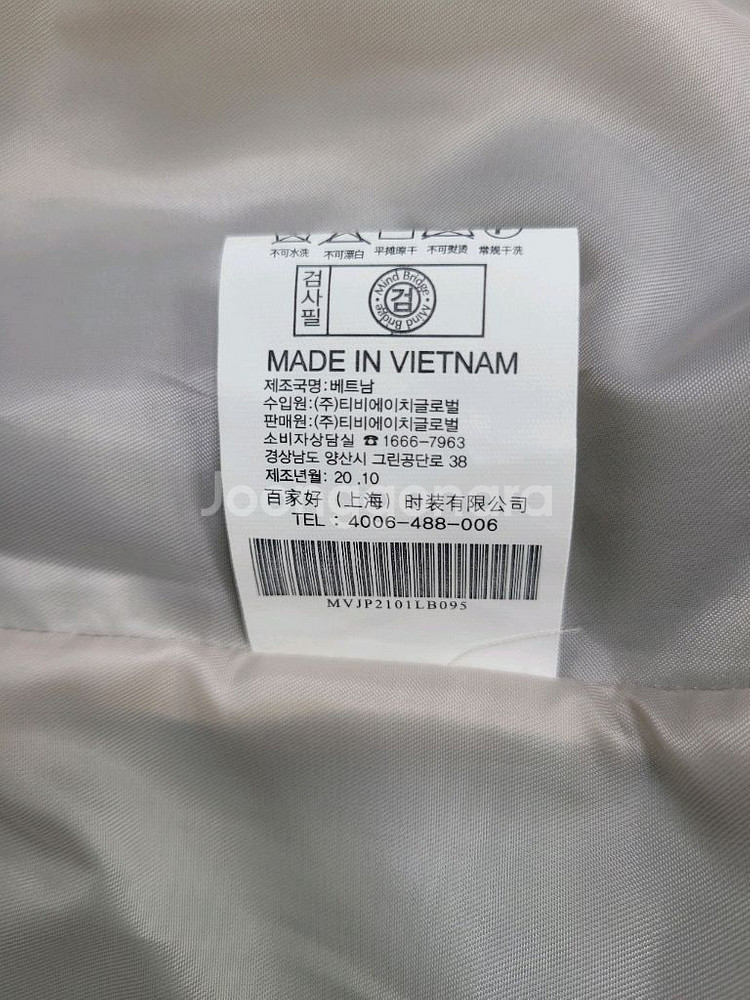 不可水洗 不可漂白 平摊晾干 不可熨烫 常规干洗
검사필
Mind Bridge · Mind Bridge ·
검
MADE IN VIETNAM
제조국명:베트남
수입원:(주)티비에이치글로벌
판매원:(주)티비에이치글로벌
소비자상담실 ☎1666-7963
경상남도 양산시 그린공단로 38
제조년월: 20.10
Joonggonara
百家好（上海）时装有限公司
TEL : 4006-488-006
MVJP2101LB095